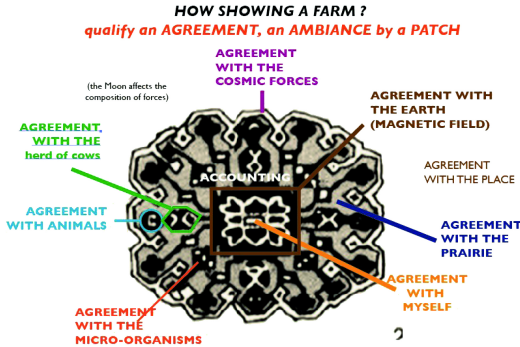 HOW SHOWING A FARM ?
qualify an AGREEMENT, an AMBIANCE by a PATCH
AGREEMENT
WITH THE
COSMIC FORCES
(the Moon affects the
composition of forces)
AGREEMENT WITH
THE EARTH
(MAGNETIC FIELD)
AGREEMENT
WITH THE
herd of cows
ACCOUNTING
AGREEMENT
WITH THE PLACE
AGREEMENT
WITH ANIMALS
AGREEMENT
WITH THE
PRAIRIE
AGREEMENT
WITH
MYSELF
AGREEMENT
WITH THE
MICRO-ORGANISMS